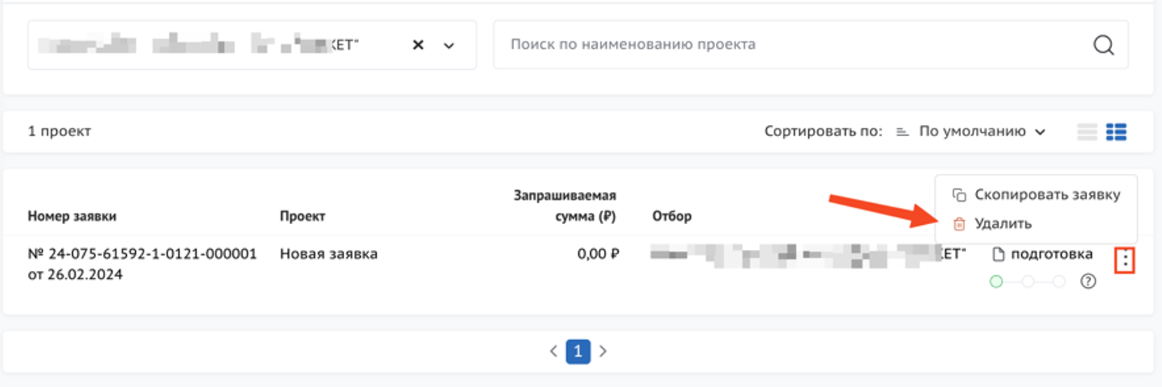 КЕТ"
Поиск по наименованию проекта
1 проект
Сортировать по: По умолчанию
Скопировать заявку
Удалить
Номер заявки
Проект
Запрашиваемая
сумма (₽)
Отбор
№ 24-075-61592-1-0121-000001
от 26.02.2024
Новая заявка
0,00 ₽
КЕТ"
подготовка
?
1